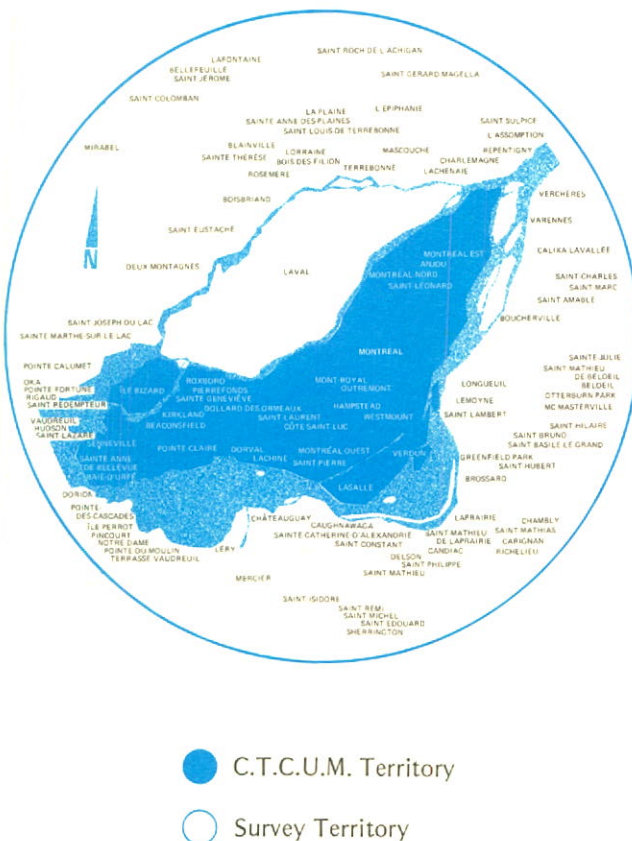 SAINT ROCH DE L'ACHIGAN
LAFONTAINE
BELLEFEUILLE
SAINT JÉROME
SAINT GERARD MAGELLA
SAINT COLOMBAN
LA PLAINE
L'ÉPIPHANIE
SAINTE ANNE DES PLAINES
SAINT SULPICE
SAINT LOUIS DE TERREBONNE
L'ASSOMPTION
MIRABEL
BLAINVILLE
LORRAINE
MASCOUCHE
REPENTIGNY
SAINTE THÉRÈSE
BOIS DES FILION
CHARLEMAGNE
ROSEMÈRE
TERREBONNE
LACHENAIE
VERCHÈRES
BOISBRIAND
VARENNES
SAINT EUSTACHE
CALIXA LAVALLÉE
MONTRÉAL EST
ANJOU
N
DEUX MONTAGNES
LAVAL
MONTRÉAL NORD
SAINT CHARLES
SAINT-LÉONARD
SAINT MARC
SAINT AMABLE
SAINT JOSEPH DU LAC
BOUCHERVILLE
SAINTE MARTHE SUR LE LAC
MONTRÉAL
SAINTE JULIE
POINTE CALUMET
SAINT MATHIEU
DE BELOEIL
OKA
ROXBORO
MONT-ROYAL
LONGUEUIL
BELOEIL
POINTE-FORTUNE
ÎLE BIZARD
PIERREFONDS
OUTREMONT
OTTERBURN PARK
RIGAUD
SAINTE GENEVIÈVE
LEMOYNE
MC MASTERVILLE
SAINT RÉDEMPTEUR
DOLLARD DES ORMEAUX
HAMPSTEAD
KIRKLAND
SAINT LAURENT
WESTMOUNT
SAINT LAMBERT
VAUDREUIL
BEACONSFIELD
CÔTE SAINT-LUC
SAINT HILAIRE
HUDSON
SAINT BRUNO
SAINT LAZARE
SENNEVILLE
SAINT BASILE LE GRAND
POINTE CLAIRE
DORVAL
MONTRÉAL OUEST
VERDUN
GREENFIELD PARK
SAINTE ANNE
DE BELLEVUE
LACHINE
SAINT PIERRE
SAINT HUBERT
BAIE-D'URFÉ
BROSSARD
LASALLE
DORION
POINTE
DES CASCADES
CHÂTEAUGUAY
LAPRAIRIE
CHAMBLY
ÎLE PERROT
CAUGHNAWAGA
SAINT MATHIAS
PINCOURT
SAINTE CATHERINE D'ALEXANDRIE
SAINT MATHIEU
DE LAPRAIRIE
CARIGNAN
NOTRE DAME
SAINT CONSTANT
CANDIAC
RICHELIEU
POINTE DU MOULIN
LÉRY
DELSON
TERRASSE VAUDREUIL
SAINT PHILIPPE
MERCIER
SAINT MATHIEU
SAINT ISIDORE
SAINT RÉMI
SAINT MICHEL
SAINT EDOUARD
SHERRINGTON
C.T.C.U.M. Territory
Survey Territory